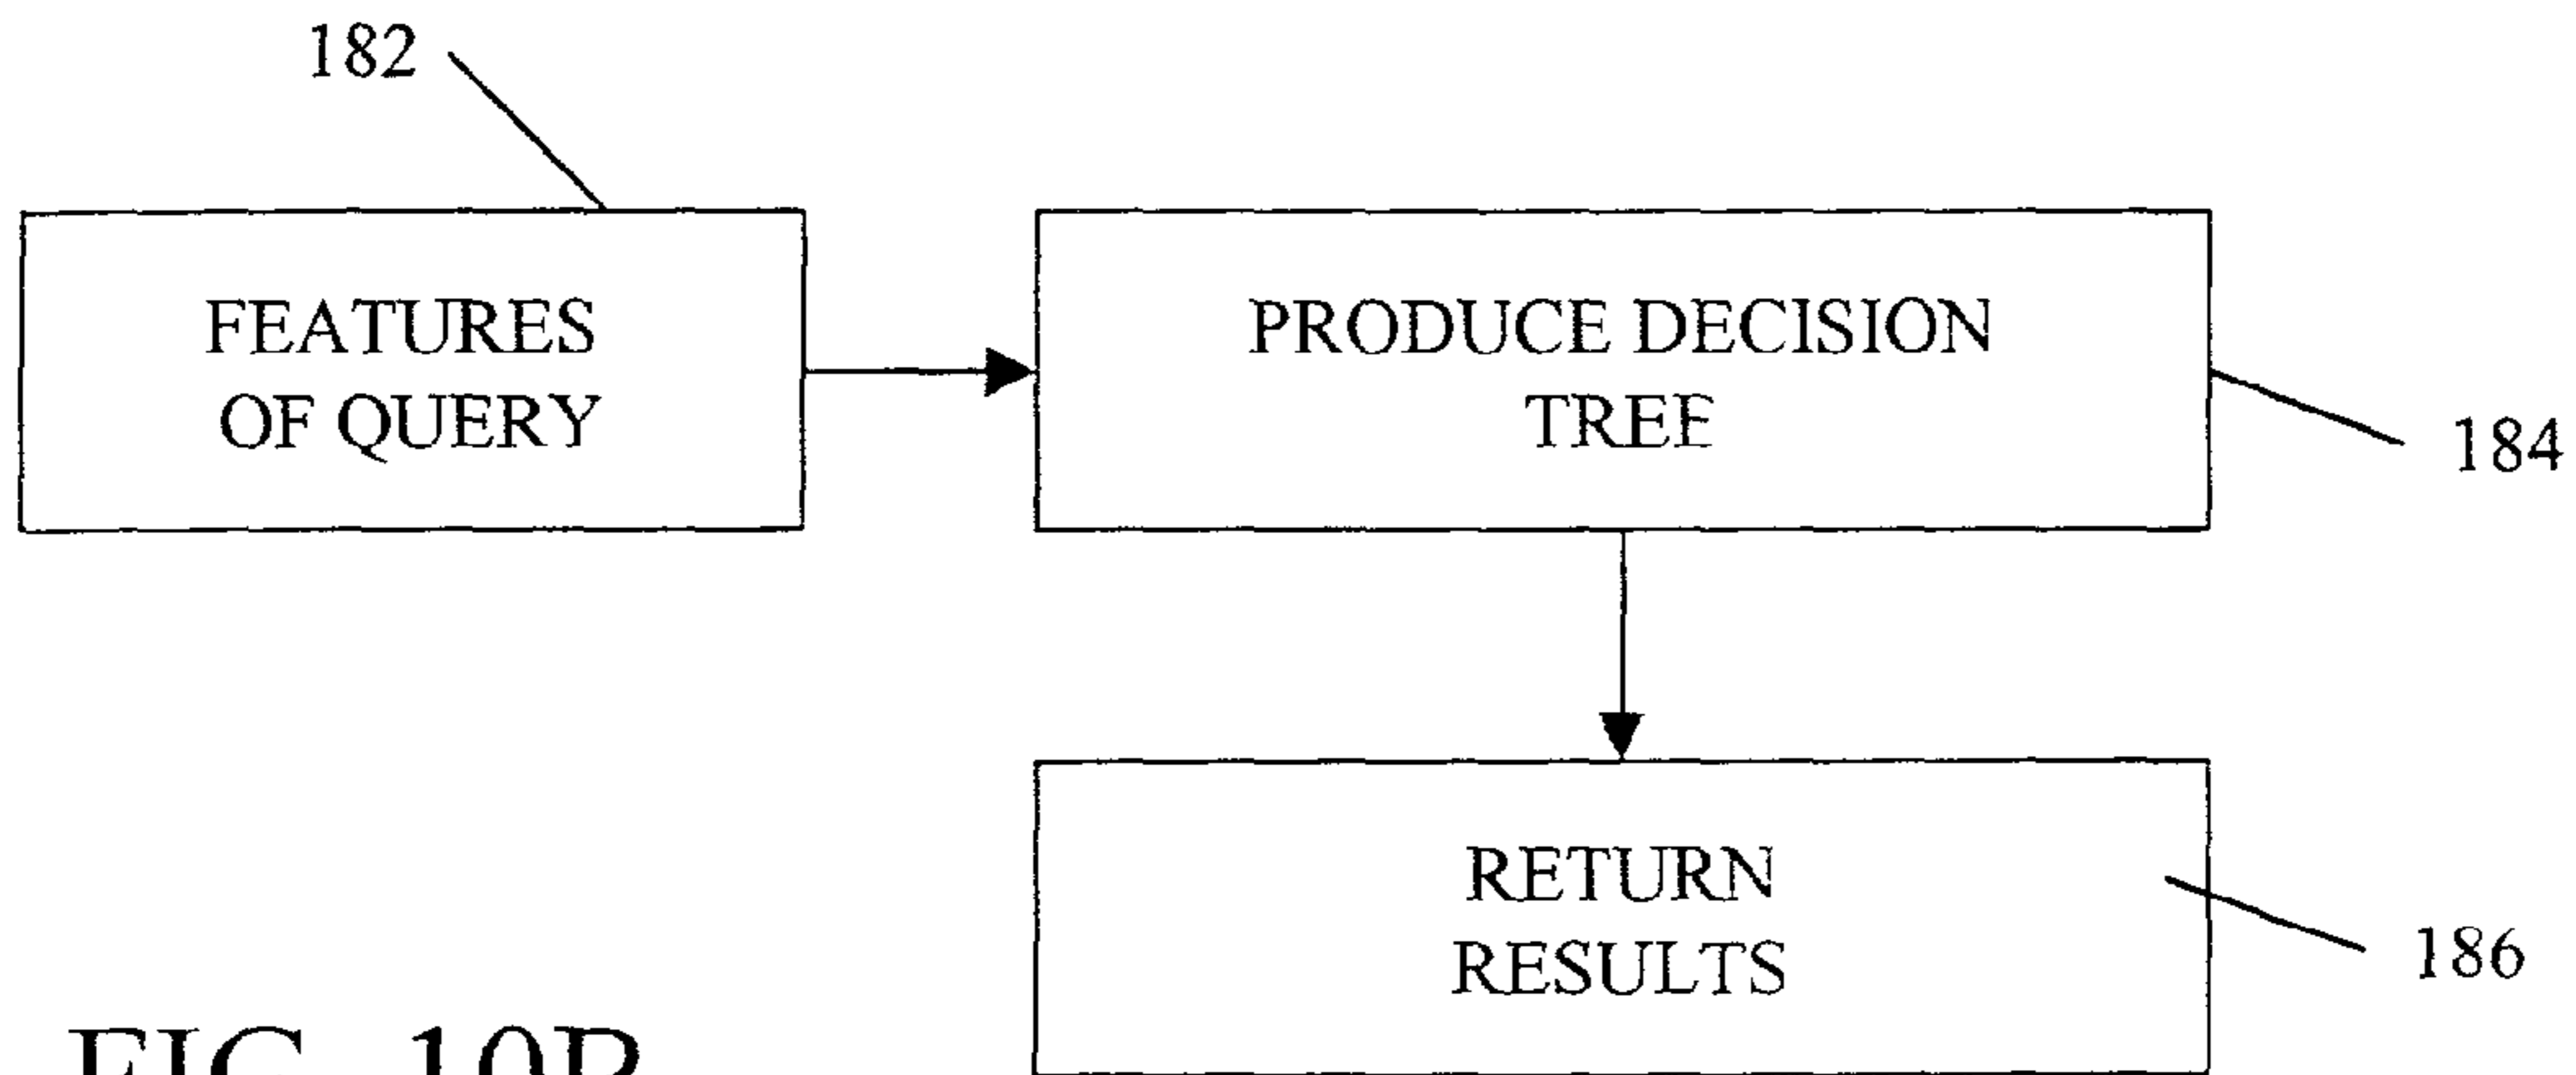 182
FEATURES
OF QUERY
PRODUCE DECISION
TREE
184
RETURN
RESULTS
186